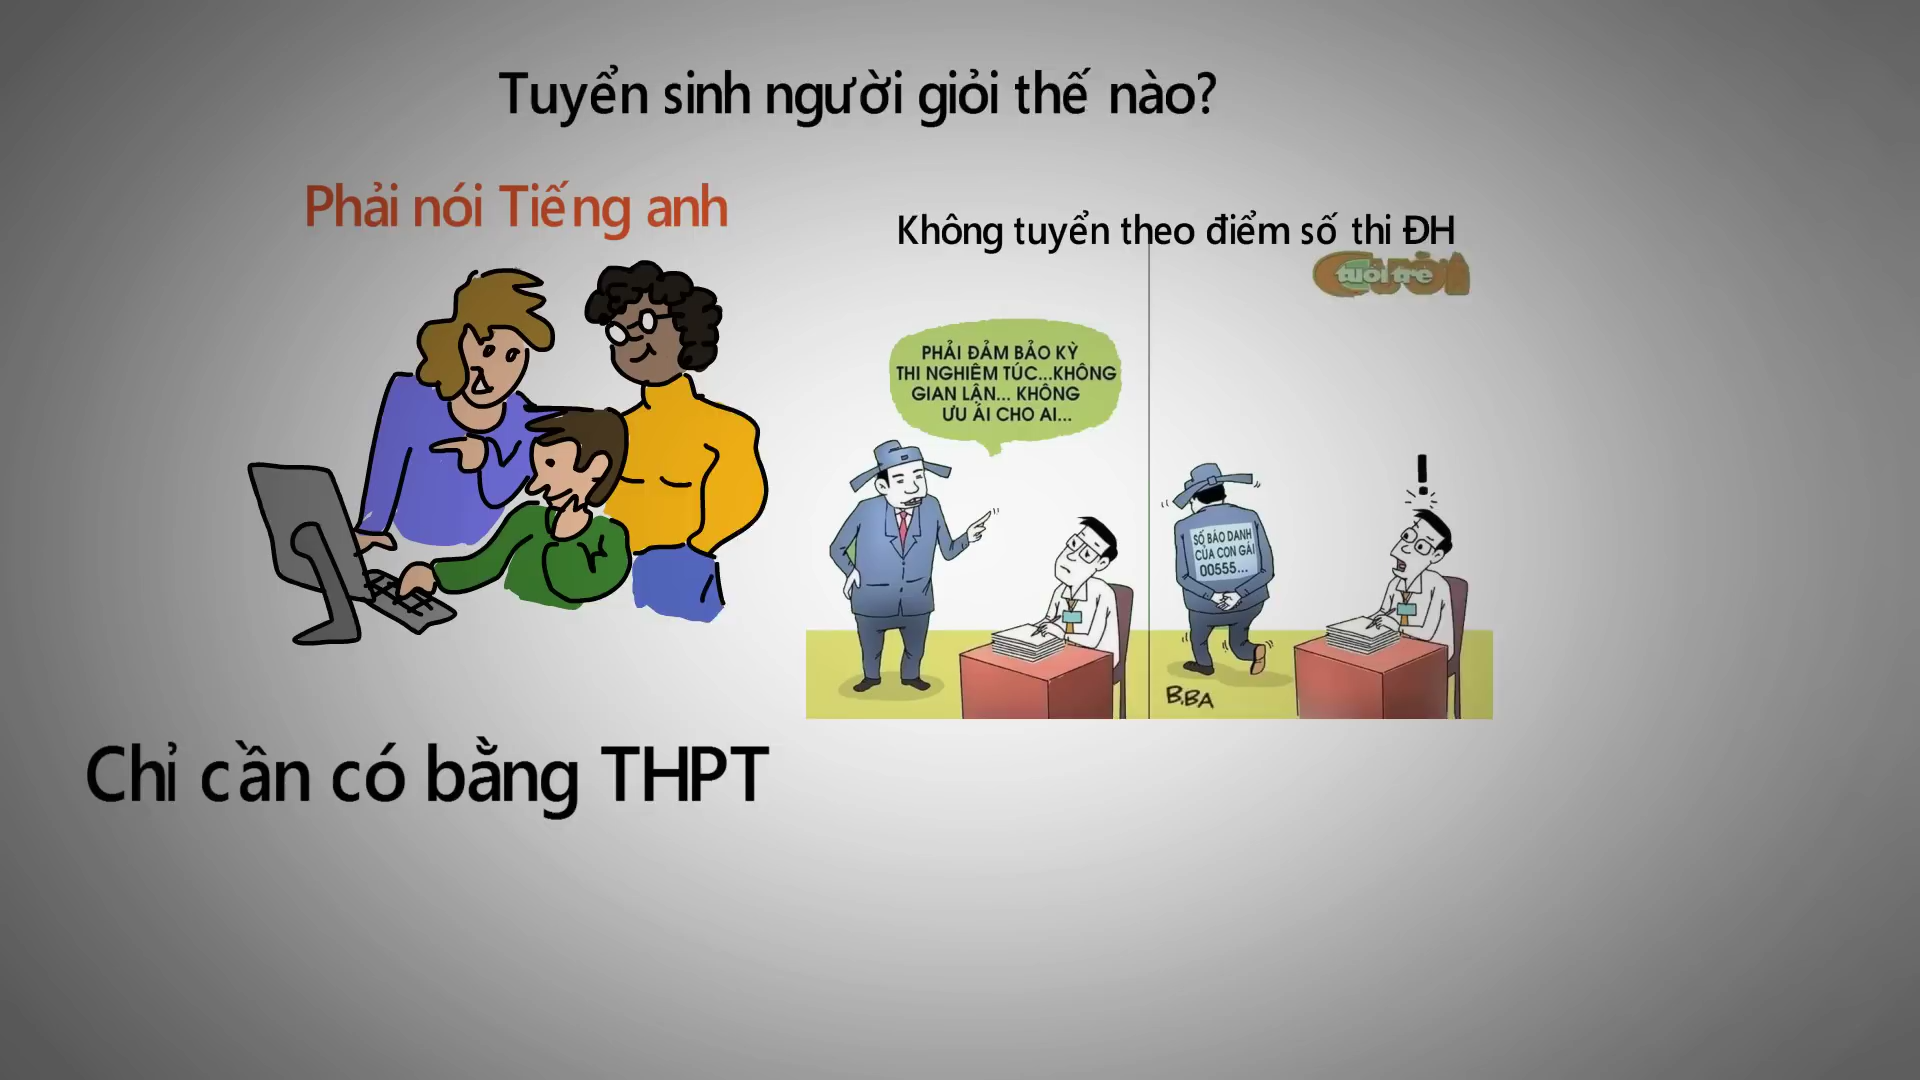 Tuyển sinh người giỏi thế nào?
Phải nói Tiếng anh
Không tuyển theo điểm số thi ĐH
tuổi trẻ
CƯỜI
PHẢI ĐẢM BẢO KỲ
THI NGHIÊM TÚC...KHÔNG
GIAN LẬN... KHÔNG
ƯU ÁI CHO AI...
!
SỐ BÁO DANH
CỦA CON GÁI
00555...
B.BA
Chỉ cần có bằng THPT